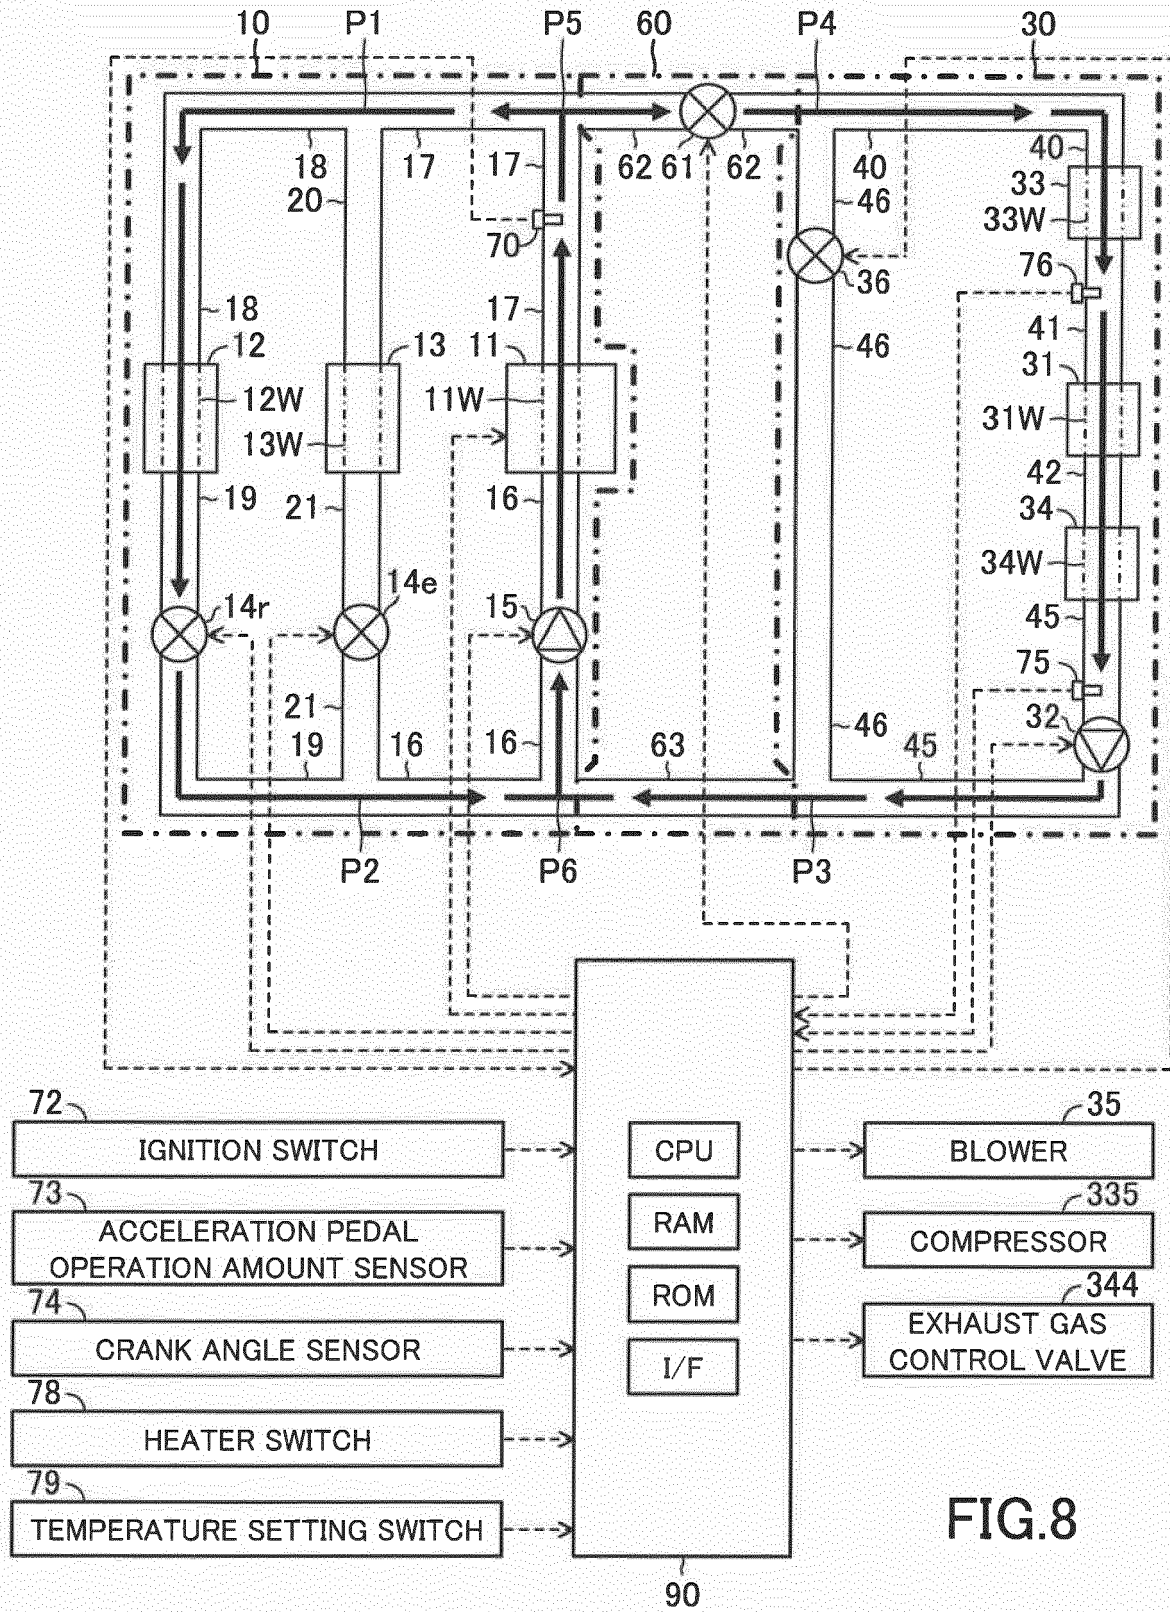 10 P1 P5 60 P4 30
18 17 17 62 61 62 40 40
20 46 33
33W
70 36 76
18 17 41
12 13 11 46 31
12W 11W 31W
13W
19 21 16 42
34
34W
14r 14e 15 45
75
21 32
19 16 16 63 46 45
P2 P6 P3
72
IGNITION SWITCH
73
ACCELERATION PEDAL
OPERATION AMOUNT SENSOR
74
CRANK ANGLE SENSOR
78
HEATER SWITCH
79
TEMPERATURE SETTING SWITCH
CPU
RAM
ROM
I/F
90
35
BLOWER
335
COMPRESSOR
344
EXHAUST GAS
CONTROL VALVE
FIG.8